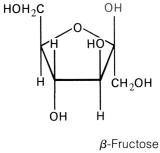 HOH₂C OH
O
H HO
H CH₂OH
OH H
β-Fructose